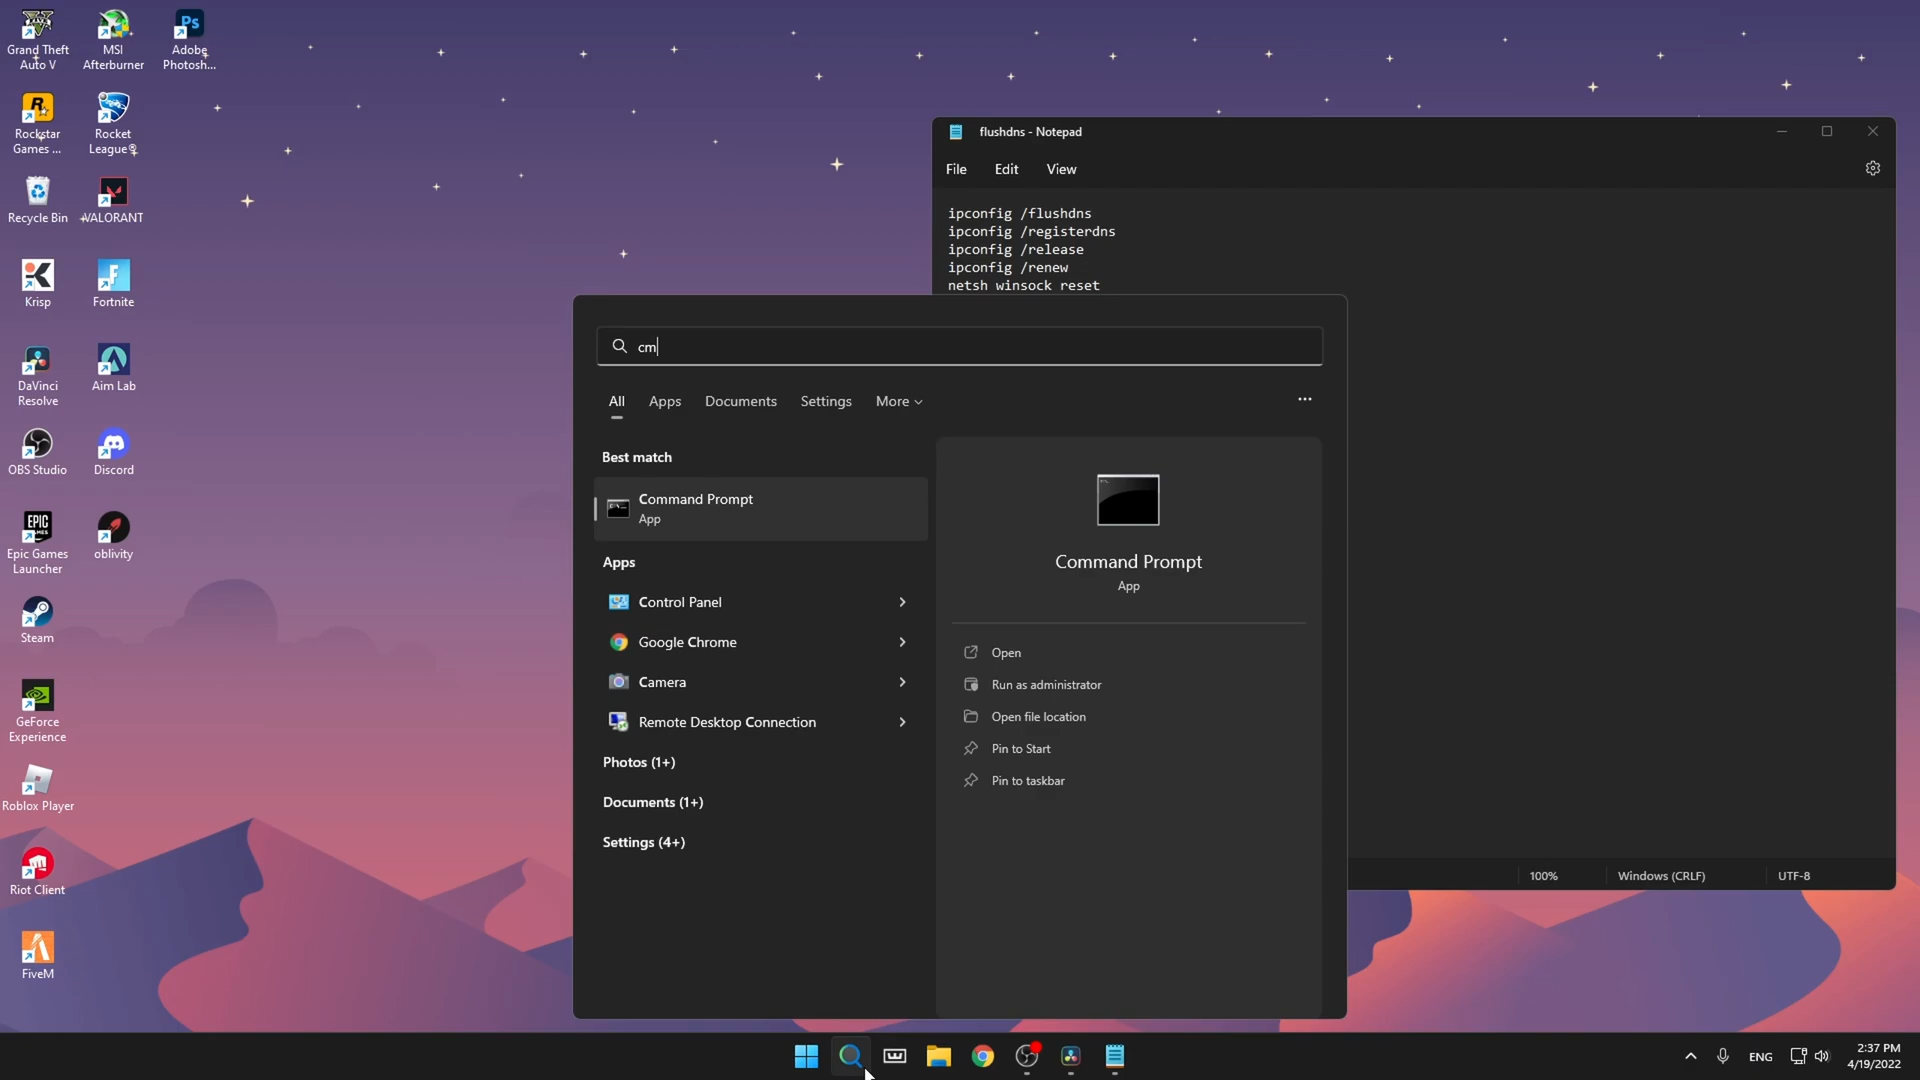 Grand Theft
Auto V
MSI
Afterburner
Ps
Adobe
Photosh...
Rockstar
Games ...
Rocket
League®
Recycle Bin
VALORANT
Krisp
Fortnite
DaVinci
Resolve
Aim Lab
OBS Studio
Discord
EPIC
GAMES
Epic Games
Launcher
oblivity
Steam
GeForce
Experience
Roblox Player
Riot Client
FiveM
flushdns - Notepad
File Edit View
ipconfig /flushdns
ipconfig /registerdns
ipconfig /release
ipconfig /renew
netsh winsock reset
cm
All Apps Documents Settings More
Best match
Command Prompt
App
Apps
Control Panel
Google Chrome
Camera
Remote Desktop Connection
Photos (1+)
Documents (1+)
Settings (4+)
Command Prompt
App
Open
Run as administrator
Open file location
Pin to Start
Pin to taskbar
100% Windows (CRLF) UTF-8
ENG
2:37 PM
4/19/2022